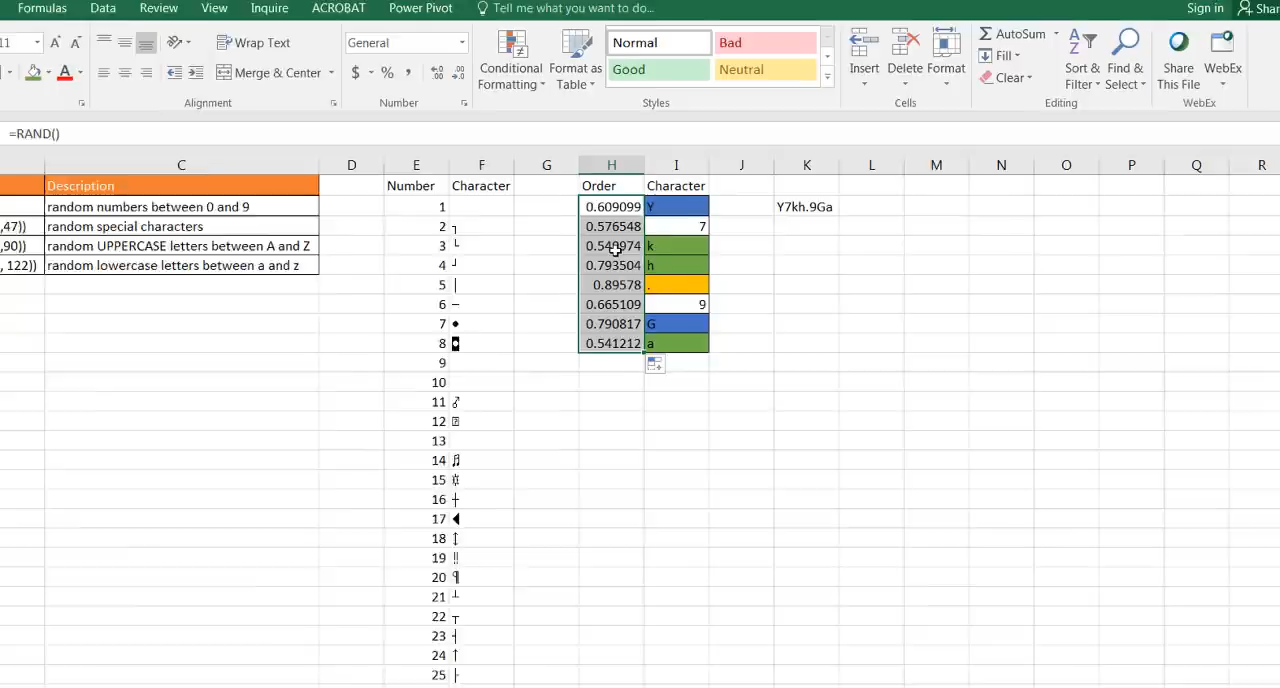 Formulas Data Review View Inquire ACROBAT Power Pivot Tell me what you want to do... Sign in Shar
11 A A Wrap Text General Normal Bad AutoSum
Conditional Formatting Format as Table Good Neutral Insert Delete Format Fill Sort & Filter Find & Select Share This File WebEx
Merge & Center $ % , Clear
Alignment Number Styles Cells Editing WebEx
=RAND()
C D E F G H I J K L M N O P Q R
Description Number Character Order Character
random numbers between 0 and 9 1 0.609099 Y Y7kh.9Ga
,47)) random special characters 2 ┐ 0.576548 7
,90)) random UPPERCASE letters between A and Z 3 └ 0.540974 k
, 122)) random lowercase letters between a and z 4 ┘ 0.793504 h
5 │ 0.89578 .
6 ─ 0.665109 9
7 • 0.790817 G
8 ◘ 0.541212 a
9
10
11 ♂
12
13
14 ♫
15 ☼
16 ┼
17 ◄
18 ↕
19 ‼
20 ¶
21 ┴
22 ┬
23 ┤
24 ↑
25 ├